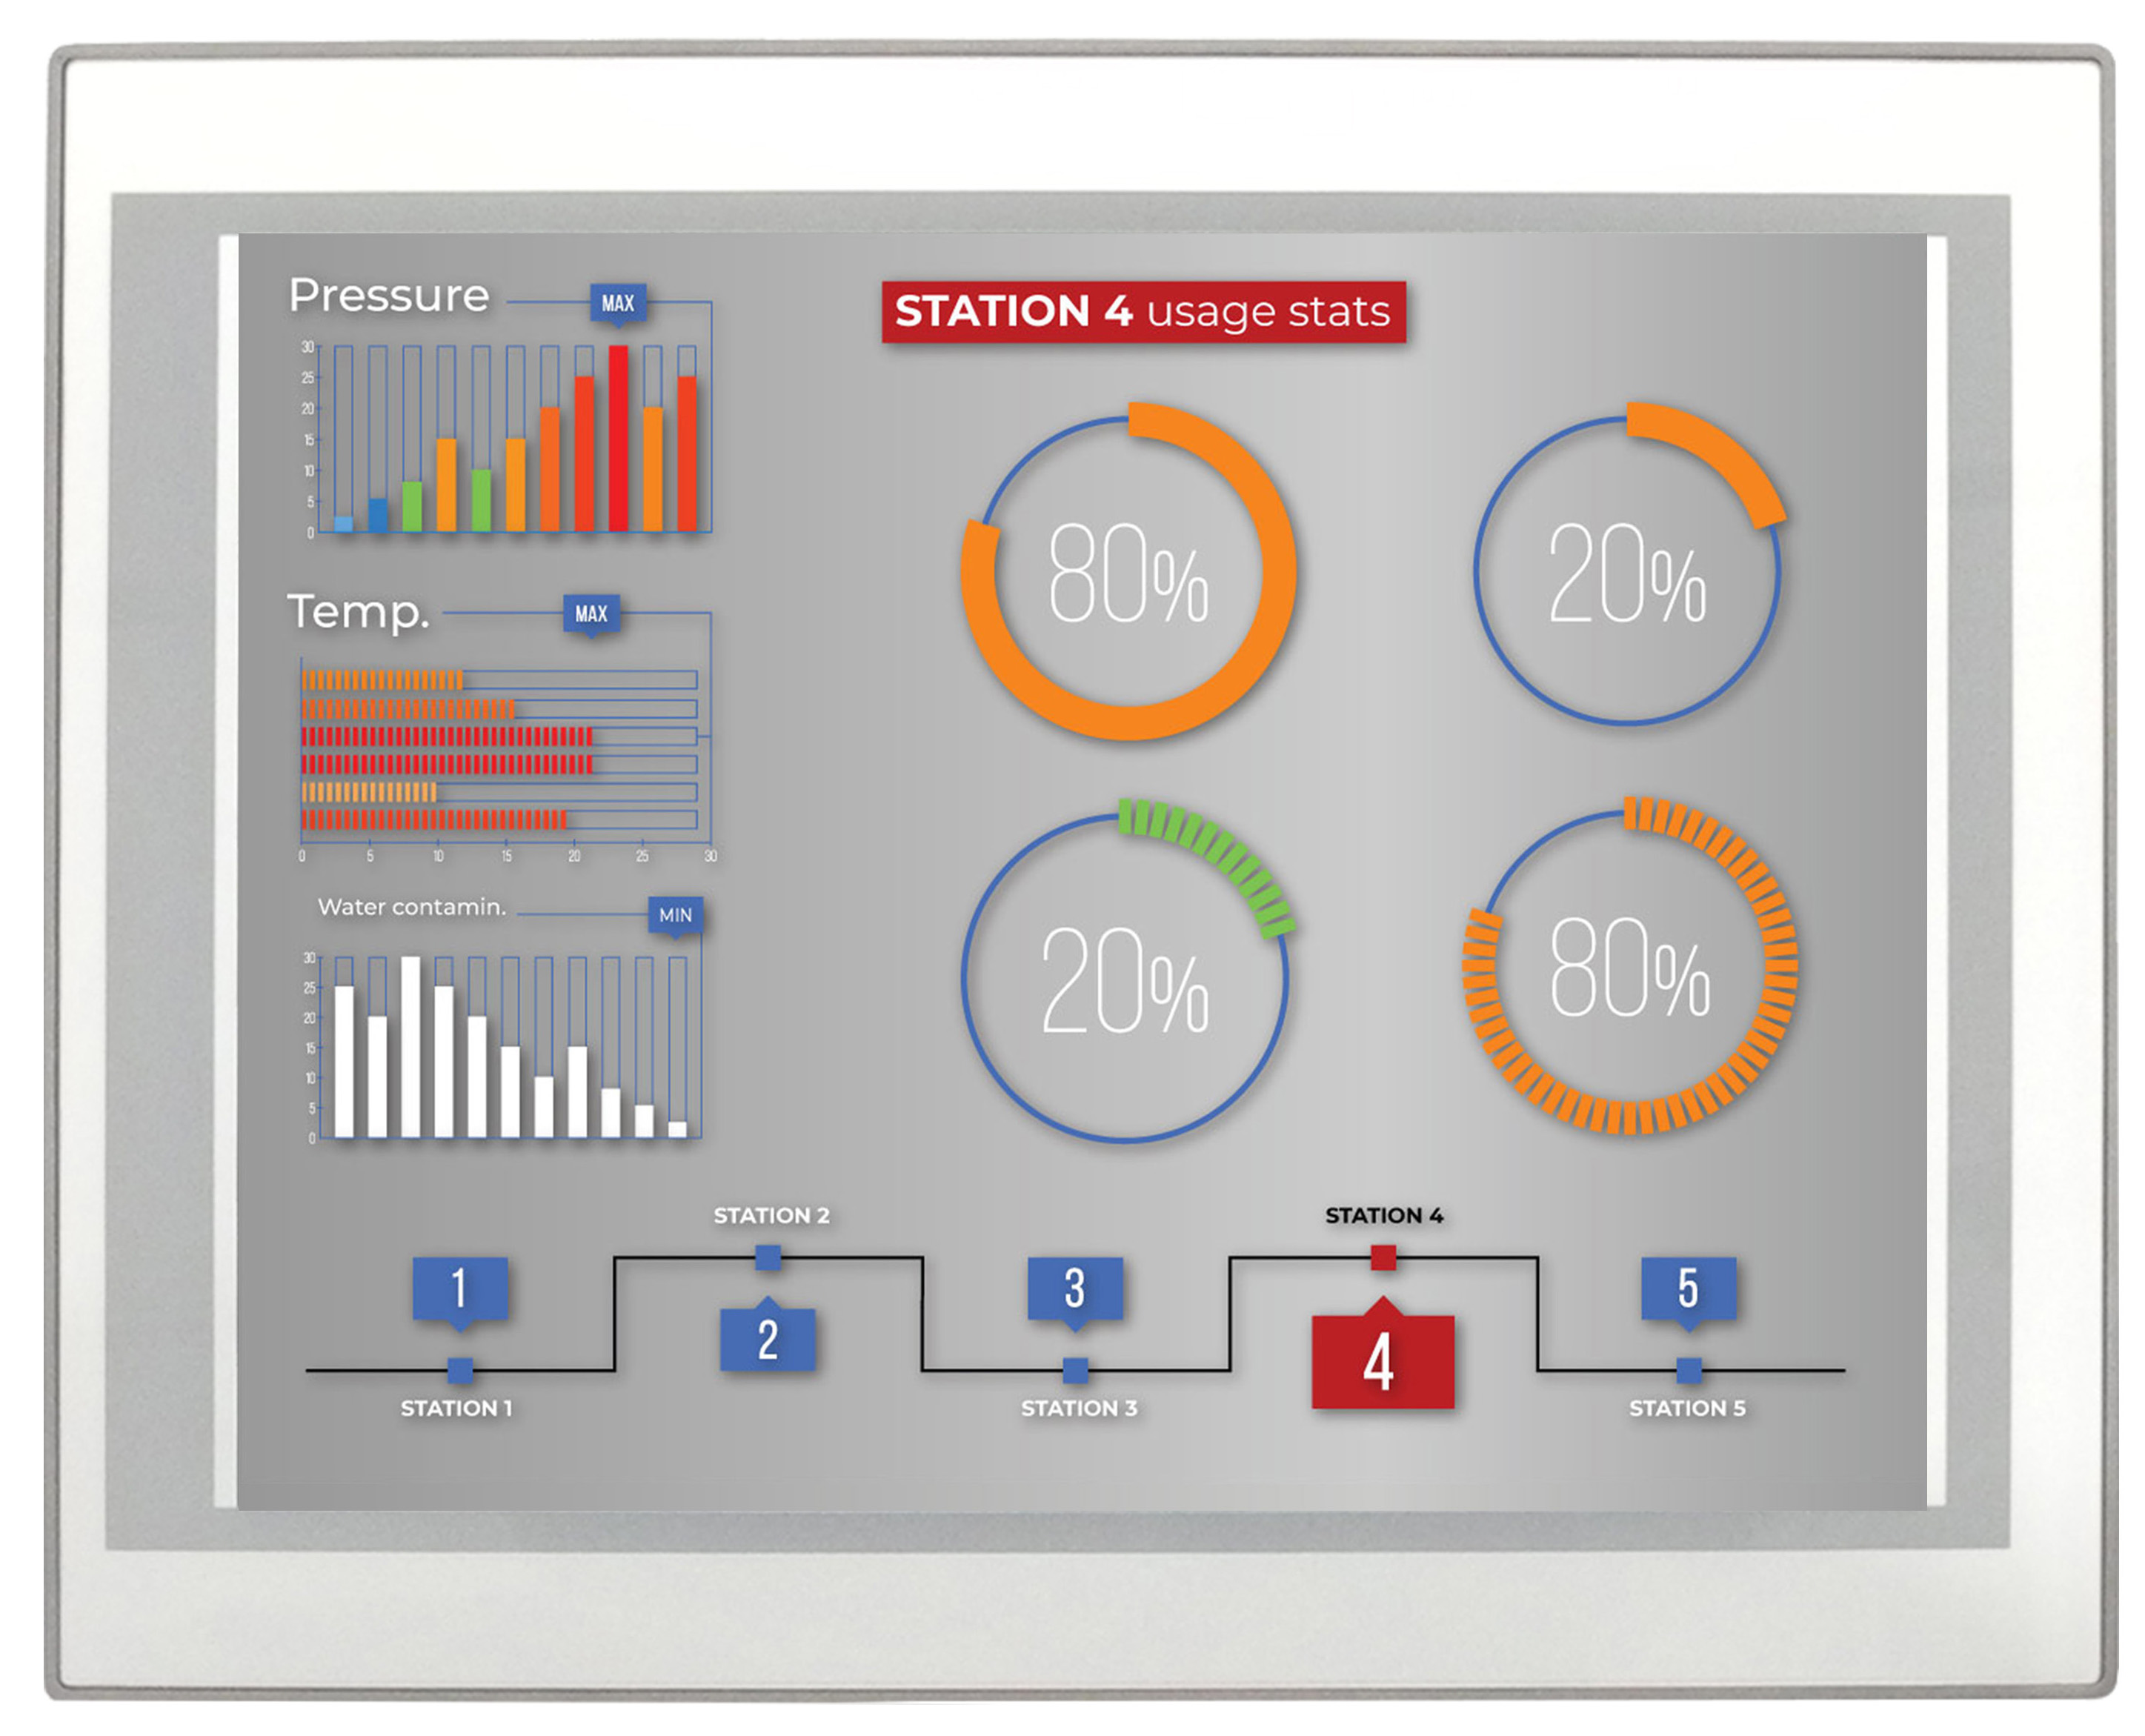 Pressure
MAX
30
25
20
15
10
5
0
Temp.
MAX
0 5 10 15 20 25 30
Water contamin.
MIN
30
25
20
15
10
5
0
STATION 4 usage stats
80%
20%
20%
80%
STATION 2
STATION 4
1
3
5
2
4
STATION 1
STATION 3
STATION 5